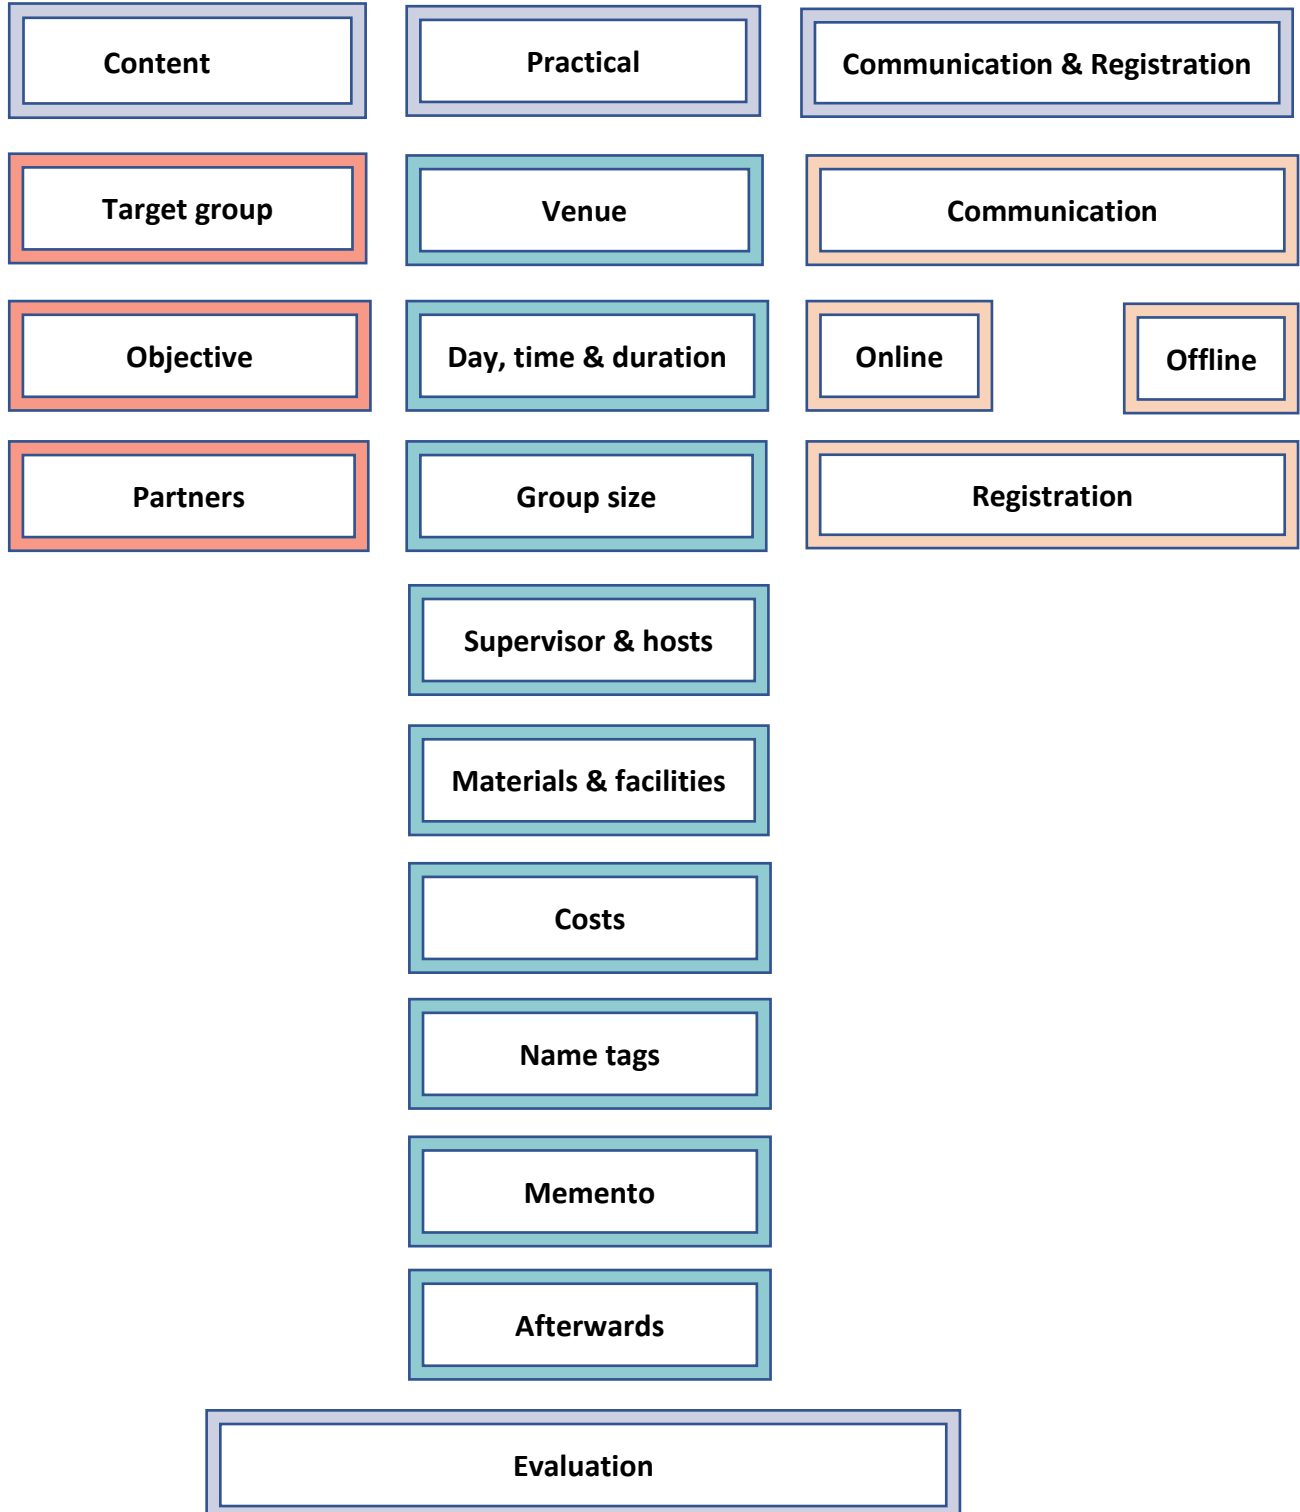 Content
Practical
Communication & Registration
Target group
Venue
Communication
Objective
Day, time & duration
Online
Offline
Partners
Group size
Registration
Supervisor & hosts
Materials & facilities
Costs
Name tags
Memento
Afterwards
Evaluation